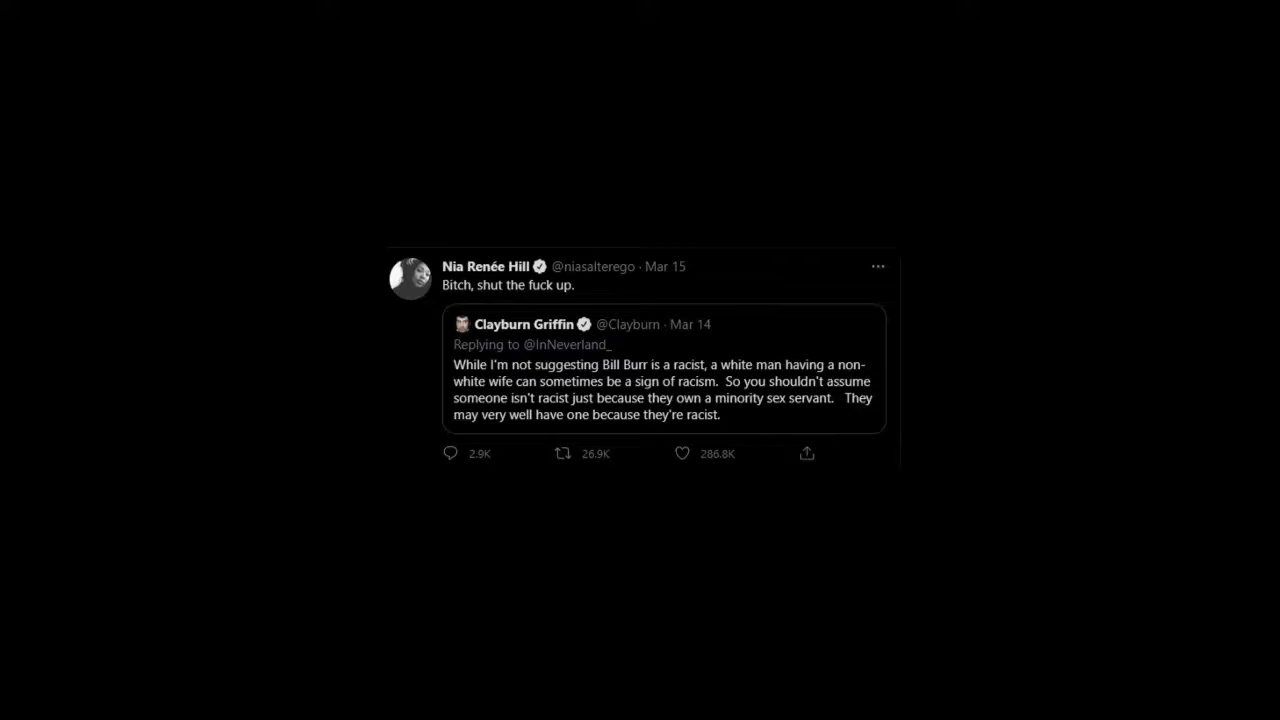 Nia Renée Hill @niasalterego · Mar 15
Bitch, shut the fuck up.
Clayburn Griffin @Clayburn · Mar 14
Replying to @InNeverland_
While I'm not suggesting Bill Burr is a racist, a white man having a non-
white wife can sometimes be a sign of racism.  So you shouldn't assume
someone isn't racist just because they own a minority sex servant.   They
may very well have one because they're racist.
2.9K 26.9K 286.8K